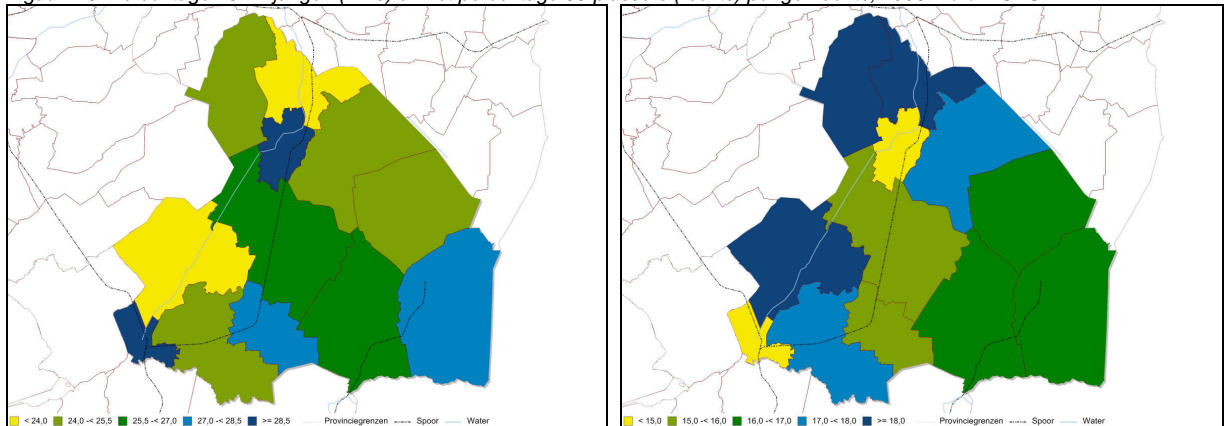 < 24,0 24,0 -< 25,5 25,5 -< 27,0 27,0 -< 28,5 >= 28,5 Provinciegrenzen Spoor Water
< 15,0 15,0 -< 16,0 16,0 -< 17,0 17,0 -< 18,0 >= 18,0 Provinciegrenzen Spoor Water